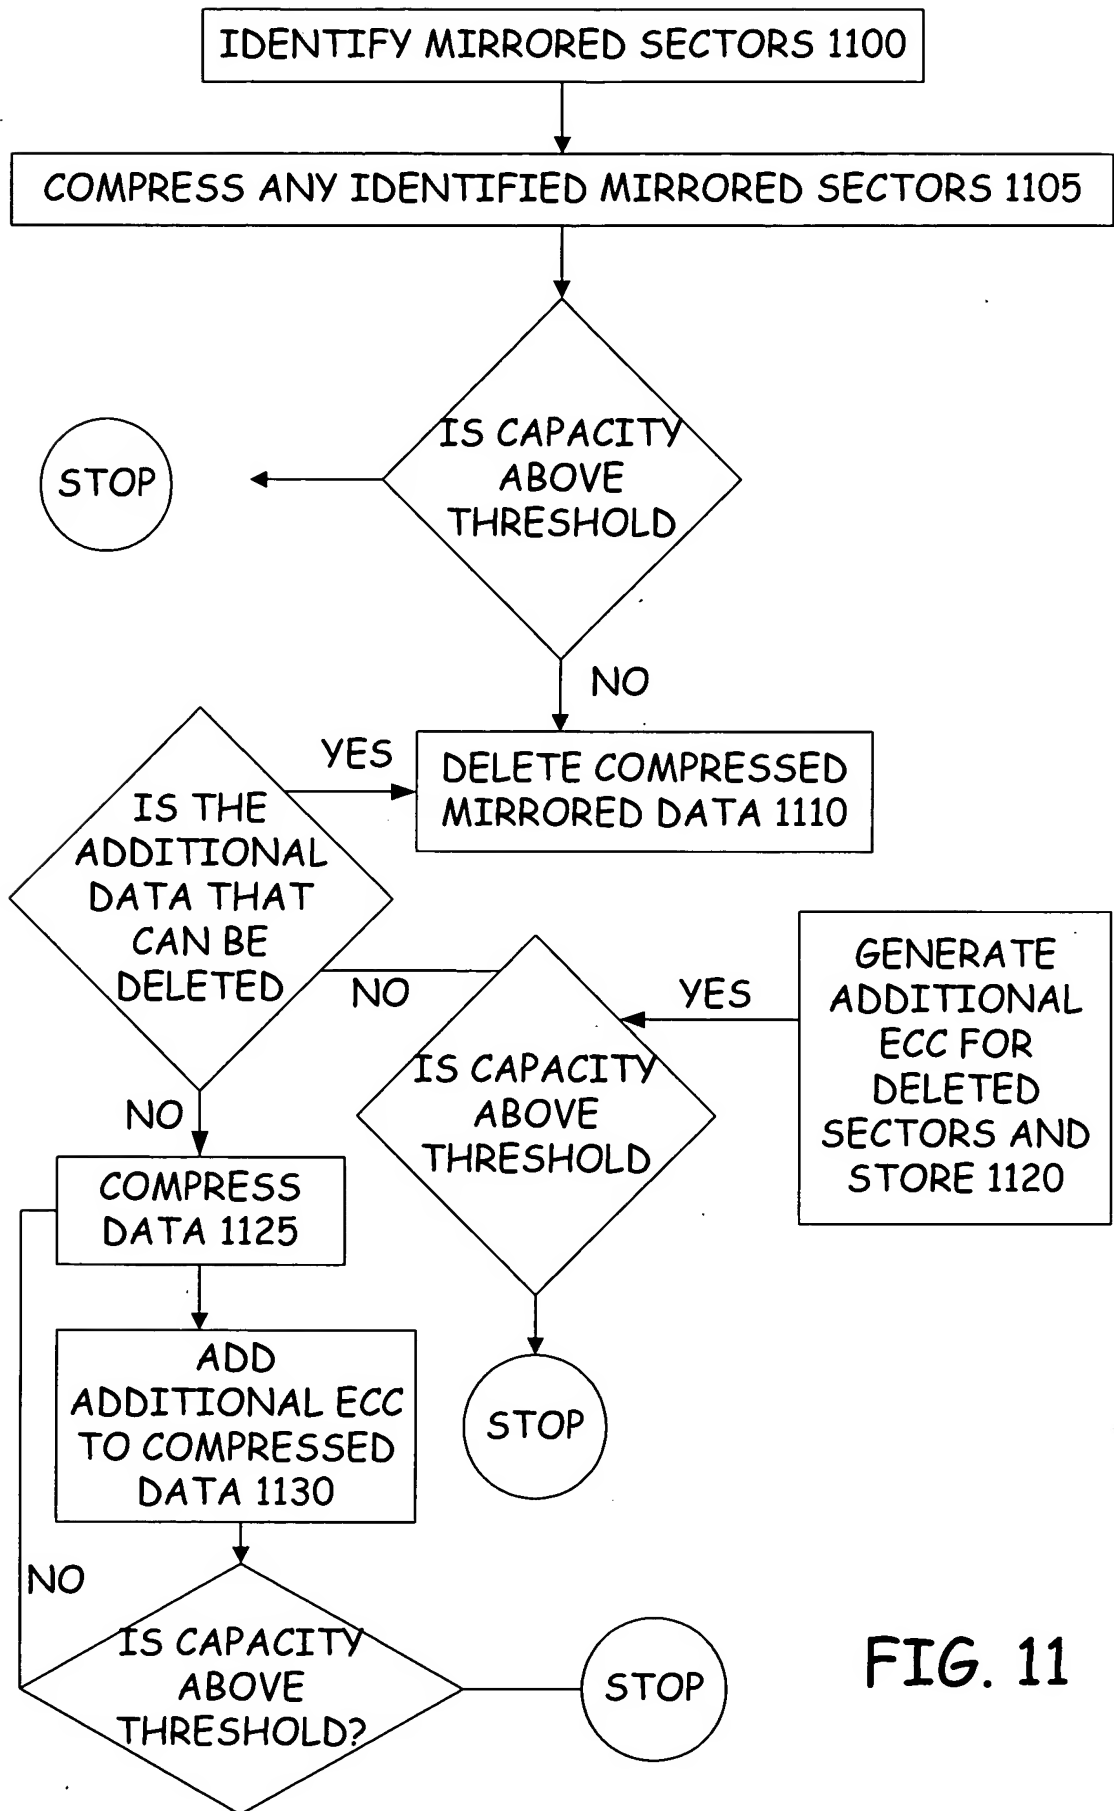 IDENTIFY MIRRORED SECTORS 1100
COMPRESS ANY IDENTIFIED MIRRORED SECTORS 1105
IS CAPACITY
ABOVE
THRESHOLD
STOP
NO
YES
DELETE COMPRESSED
MIRRORED DATA 1110
IS THE
ADDITIONAL
DATA THAT
CAN BE
DELETED
NO
YES
GENERATE
ADDITIONAL
ECC FOR
DELETED
SECTORS AND
STORE 1120
IS CAPACITY
ABOVE
THRESHOLD
NO
COMPRESS
DATA 1125
ADD
ADDITIONAL ECC
TO COMPRESSED
DATA 1130
STOP
NO
IS CAPACITY
ABOVE
THRESHOLD?
STOP
FIG. 11